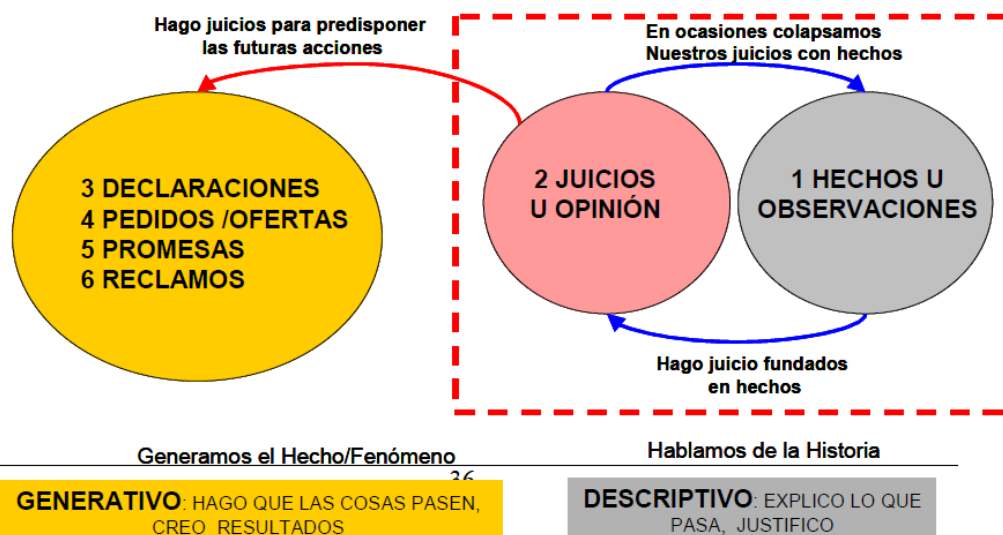 Hago juicios para predisponer
las futuras acciones
En ocasiones colapsamos
Nuestros juicios con hechos
3 DECLARACIONES
4 PEDIDOS /OFERTAS
5 PROMESAS
6 RECLAMOS
2 JUICIOS
U OPINIÓN
1 HECHOS U
OBSERVACIONES
Hago juicio fundados
en hechos
Generamos el Hecho/Fenómeno
Hablamos de la Historia
36
GENERATIVO: HAGO QUE LAS COSAS PASEN,
CREO RESULTADOS
DESCRIPTIVO: EXPLICO LO QUE
PASA, JUSTIFICO